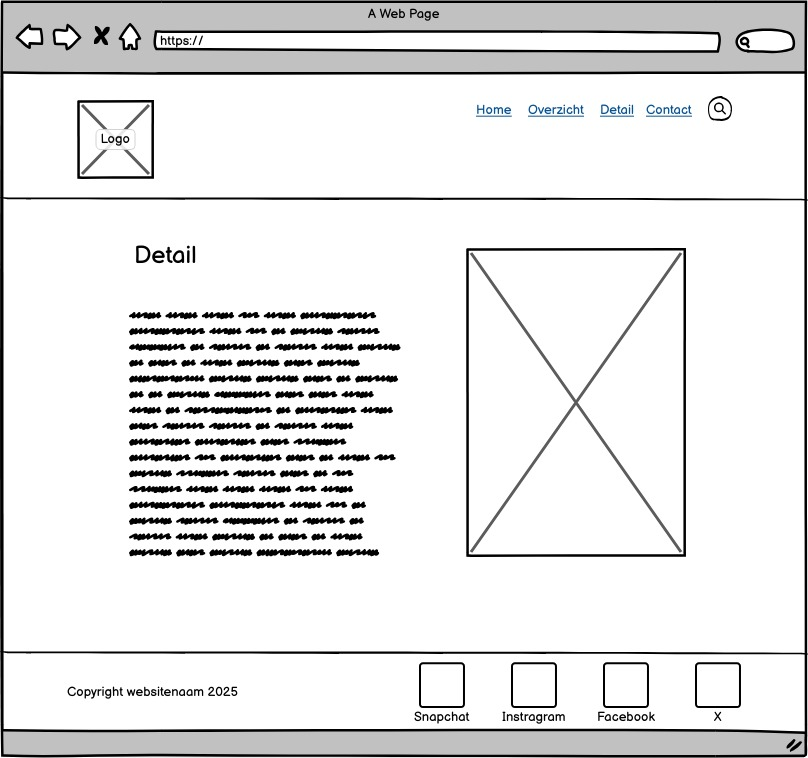 A Web Page
https://
Logo
Home Overzicht Detail Contact
Detail
Copyright websitenaam 2025
Snapchat Instragram Facebook X